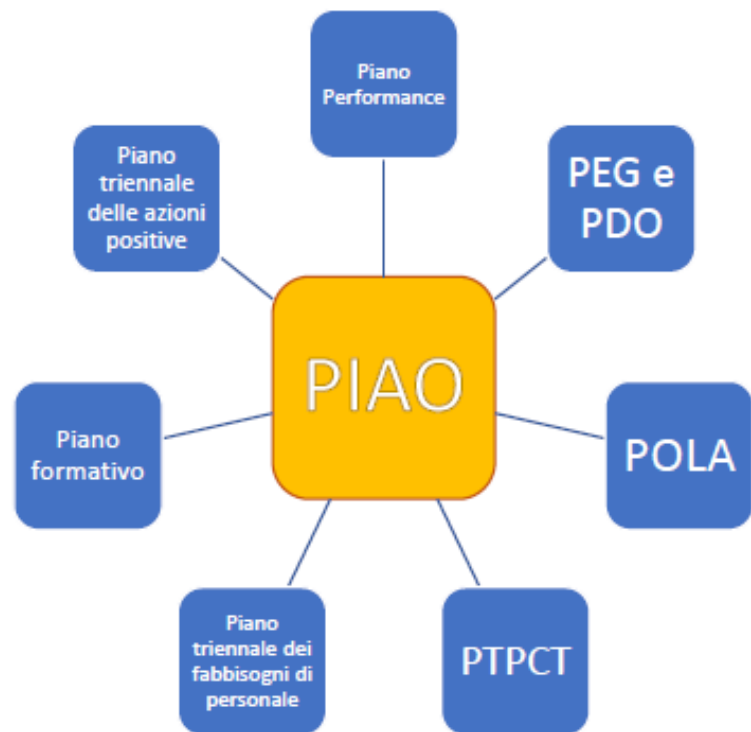 Piano
Performance
PEG e
PDO
Piano
triennale
delle azioni
positive
PIAO
Piano
formativo
POLA
Piano
triennale dei
fabbisogni di
personale
PTPCT